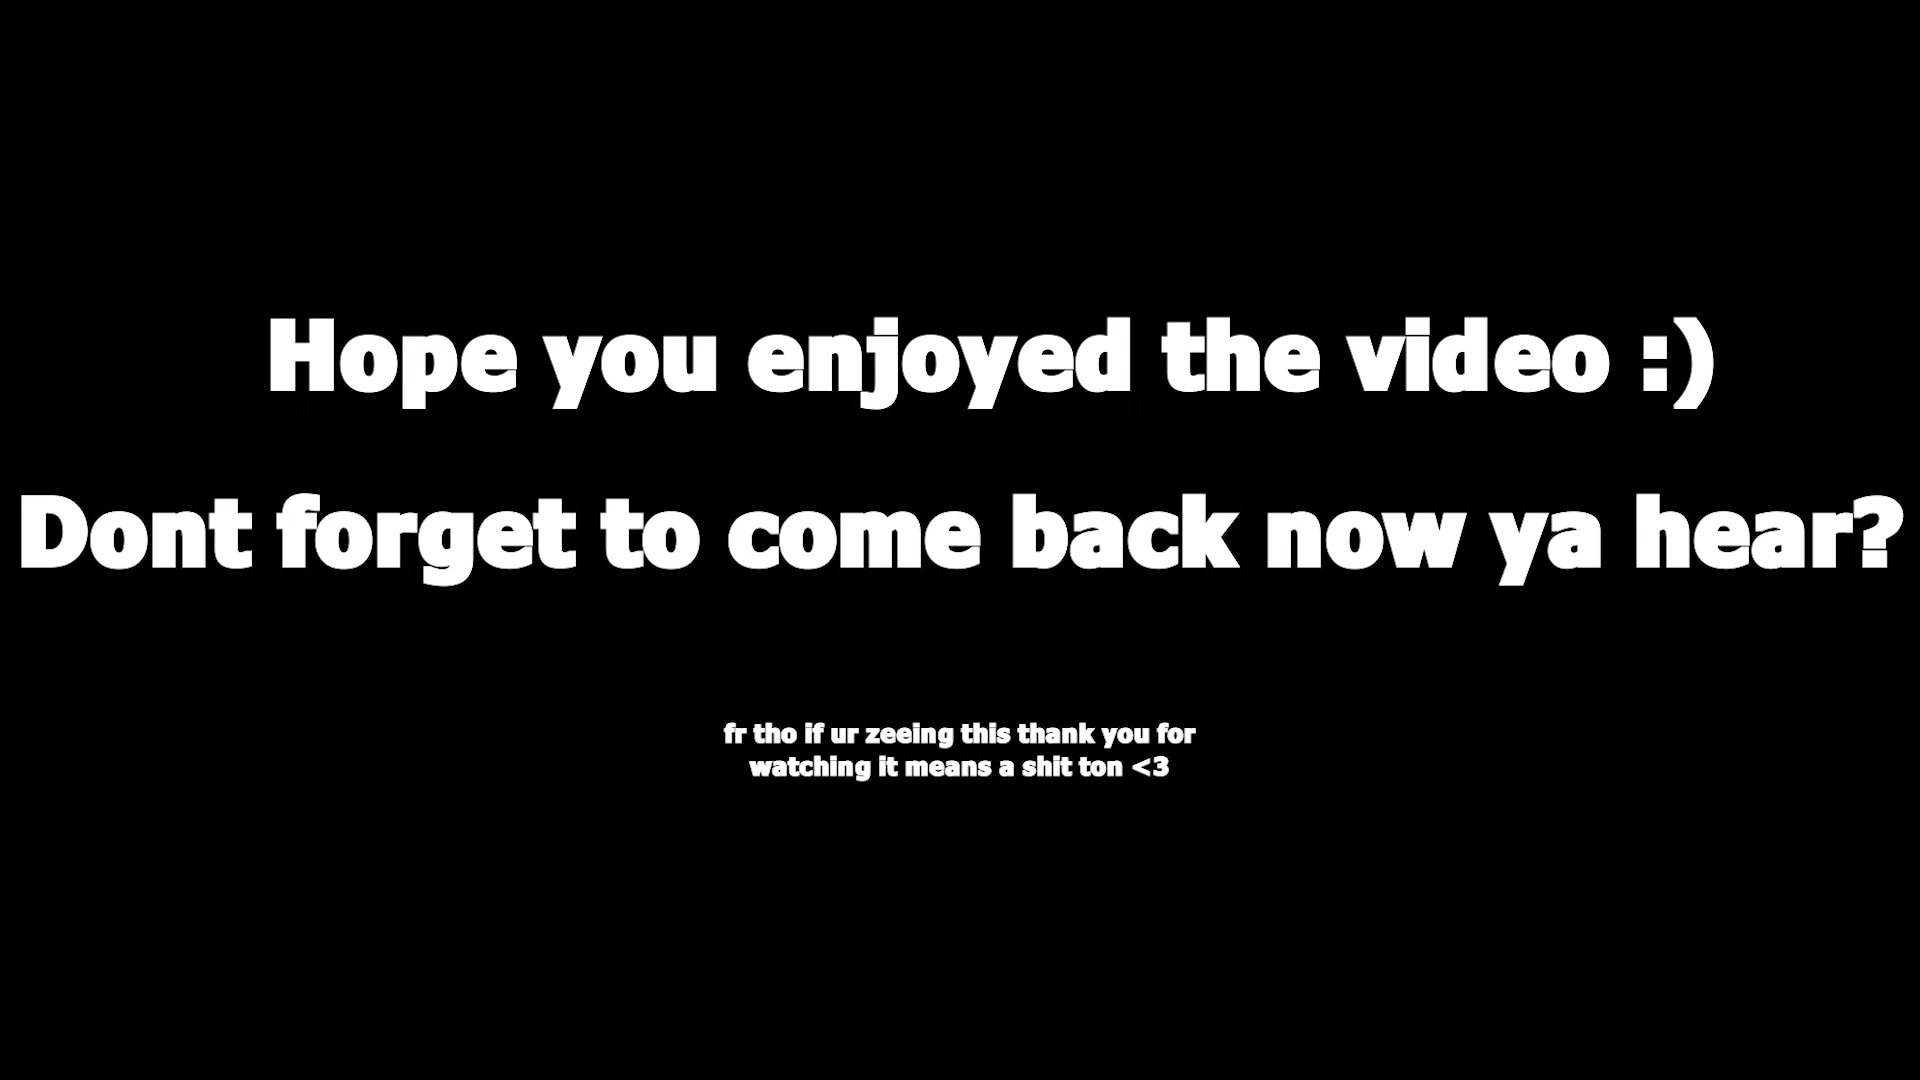 Hope you enjoyed the video :)
Dont forget to come back now ya hear?
fr tho if ur zeeing this thank you for
watching it means a shit ton <3